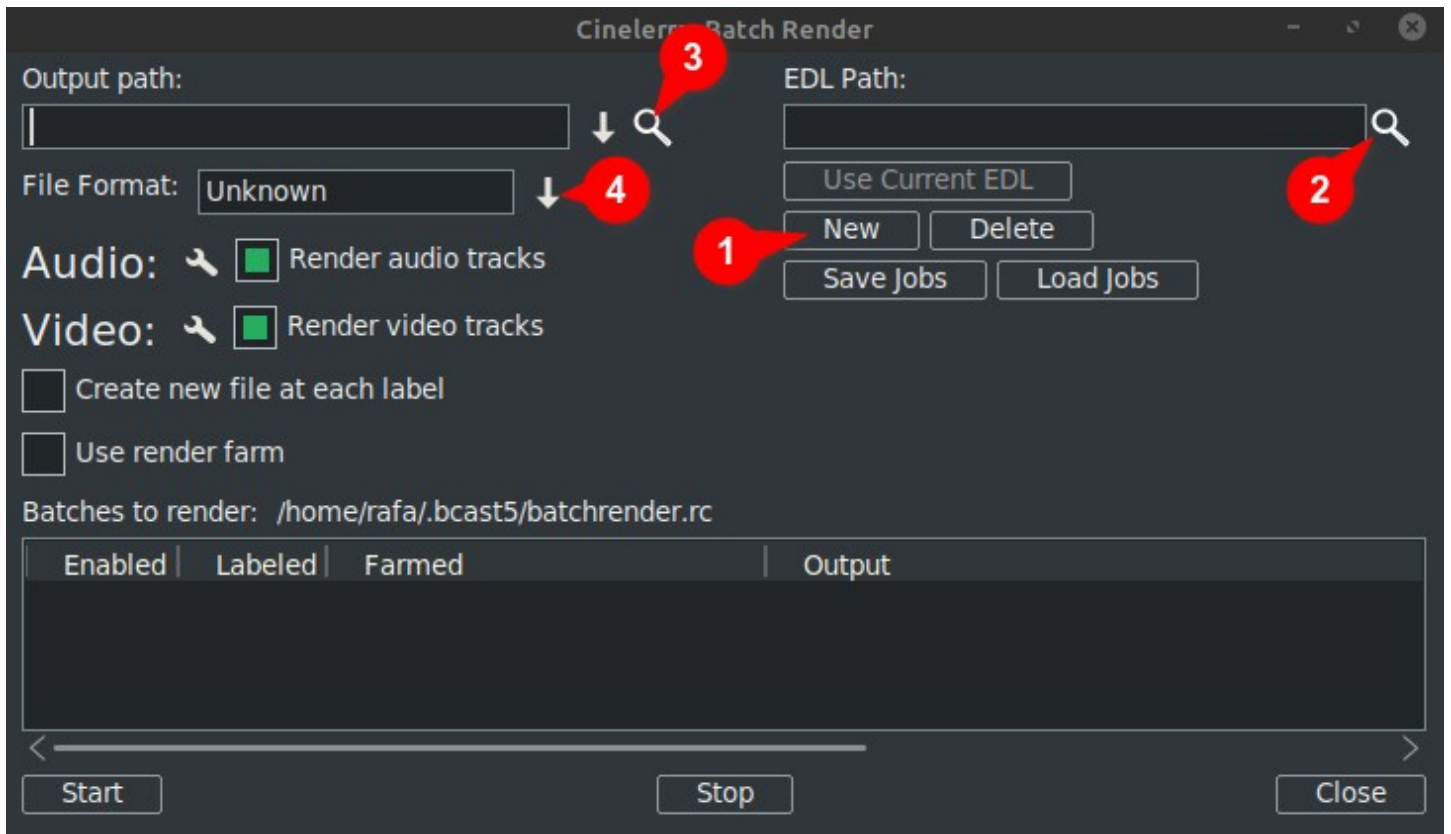 Cinelerra: Batch Render
3
Output path:
EDL Path:
2
File Format:
Unknown
4
Use Current EDL
1
New
Delete
Audio:
Render audio tracks
Save Jobs
Load Jobs
Video:
Render video tracks
Create new file at each label
Use render farm
Batches to render: /home/rafa/.bcast5/batchrender.rc
Enabled
Labeled
Farmed
Output
Start
Stop
Close